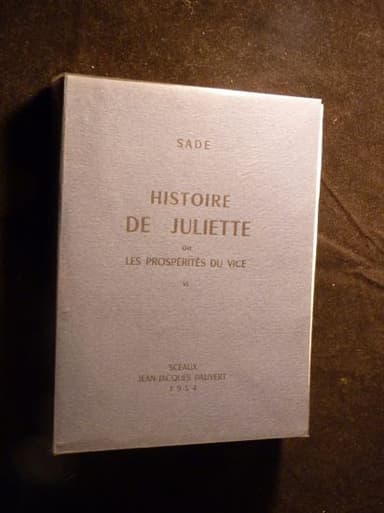 SADE
HISTOIRE
DE JULIETTE
ou
LES PROSPÉRITÉS DU VICE
VI
SCEAUX
JEAN-JACQUES PAUVERT
1954